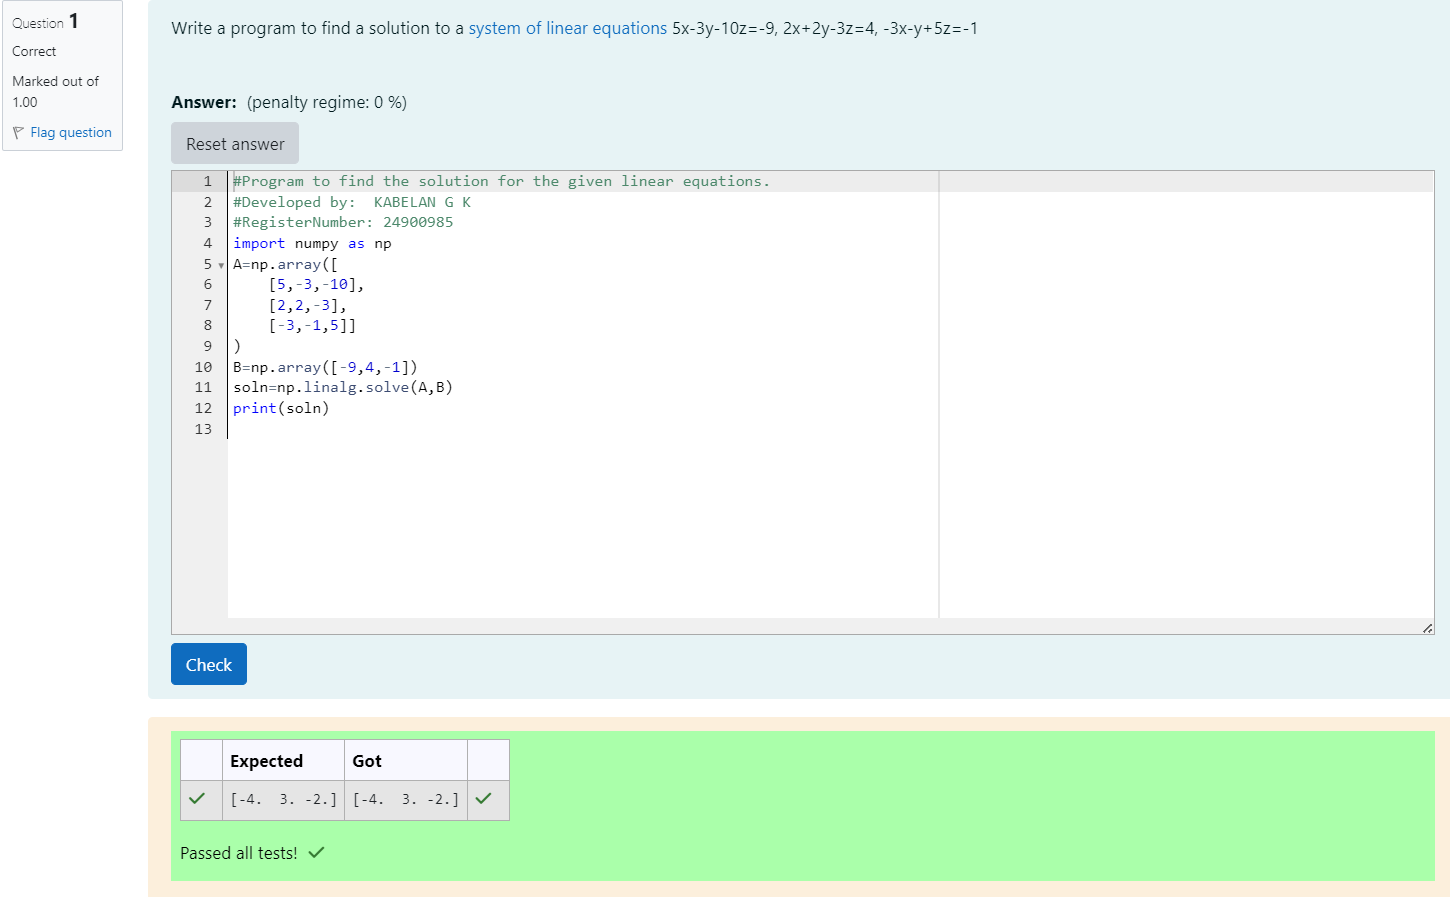 Question 1
Correct
Marked out of
1.00
Flag question
Write a program to find a solution to a system of linear equations 5x-3y-10z=-9, 2x+2y-3z=4, -3x-y+5z=-1
Answer: (penalty regime: 0 %)
Reset answer
1 #Program to find the solution for the given linear equations.
2 #Developed by:  KABELAN G K
3 #RegisterNumber: 24900985
4 import numpy as np
5 A=np.array([
6     [5,-3,-10],
7     [2,2,-3],
8     [-3,-1,5]]
9 )
10 B=np.array([-9,4,-1])
11 soln=np.linalg.solve(A,B)
12 print(soln)
13
Check
Expected Got
[-4.  3. -2.] [-4.  3. -2.]
Passed all tests!